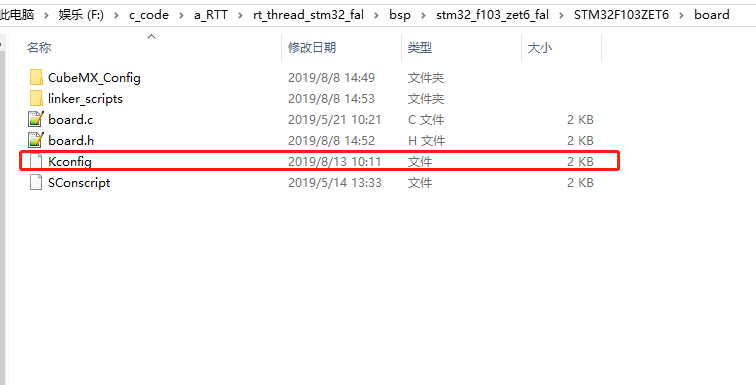 此电脑 › 娱乐 (F:) › c_code › a_RTT › rt_thread_stm32_fal › bsp › stm32_f103_zet6_fal › STM32F103ZET6 › board
名称 修改日期 类型 大小
CubeMX_Config 2019/8/8 14:49 文件夹
linker_scripts 2019/8/8 14:53 文件夹
board.c 2019/5/21 10:21 C 文件 2 KB
board.h 2019/8/8 14:52 H 文件 2 KB
Kconfig 2019/8/13 10:11 文件 2 KB
SConscript 2019/5/14 13:33 文件 2 KB